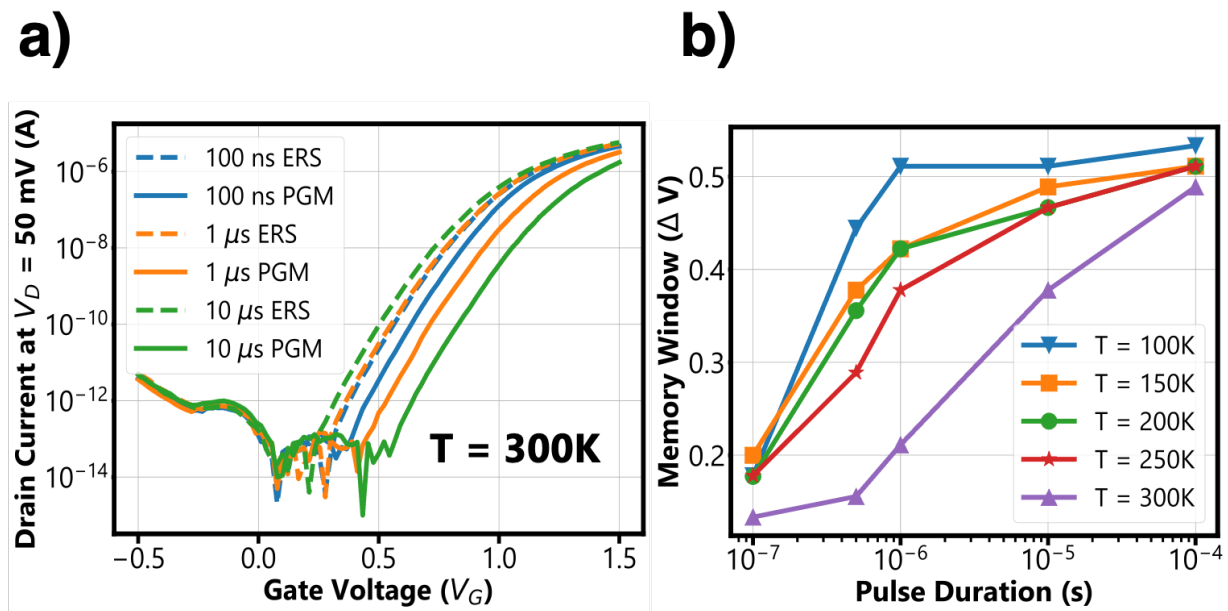 a)
Drain Current at V_D = 50 mV (A)
10⁻⁶
10⁻⁸
10⁻¹⁰
10⁻¹²
10⁻¹⁴
100 ns ERS
100 ns PGM
1 μs ERS
1 μs PGM
10 μs ERS
10 μs PGM
T = 300K
−0.5 0.0 0.5 1.0 1.5
Gate Voltage (V_G)
b)
Memory Window (Δ V)
0.5
0.4
0.3
0.2
T = 100K
T = 150K
T = 200K
T = 250K
T = 300K
10⁻⁷ 10⁻⁶ 10⁻⁵ 10⁻⁴
Pulse Duration (s)